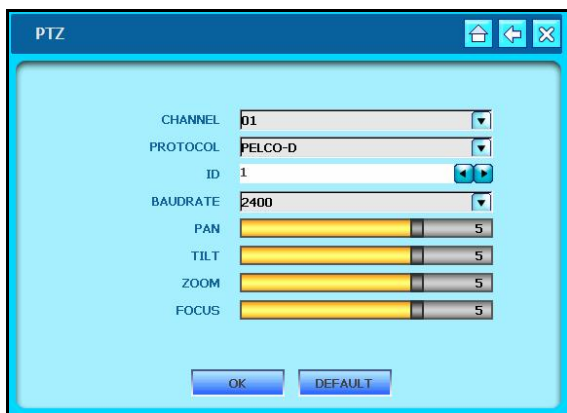 PTZ
CHANNEL 01
PROTOCOL PELCO-D
ID 1
BAUDRATE 2400
PAN 5
TILT 5
ZOOM 5
FOCUS 5
OK DEFAULT